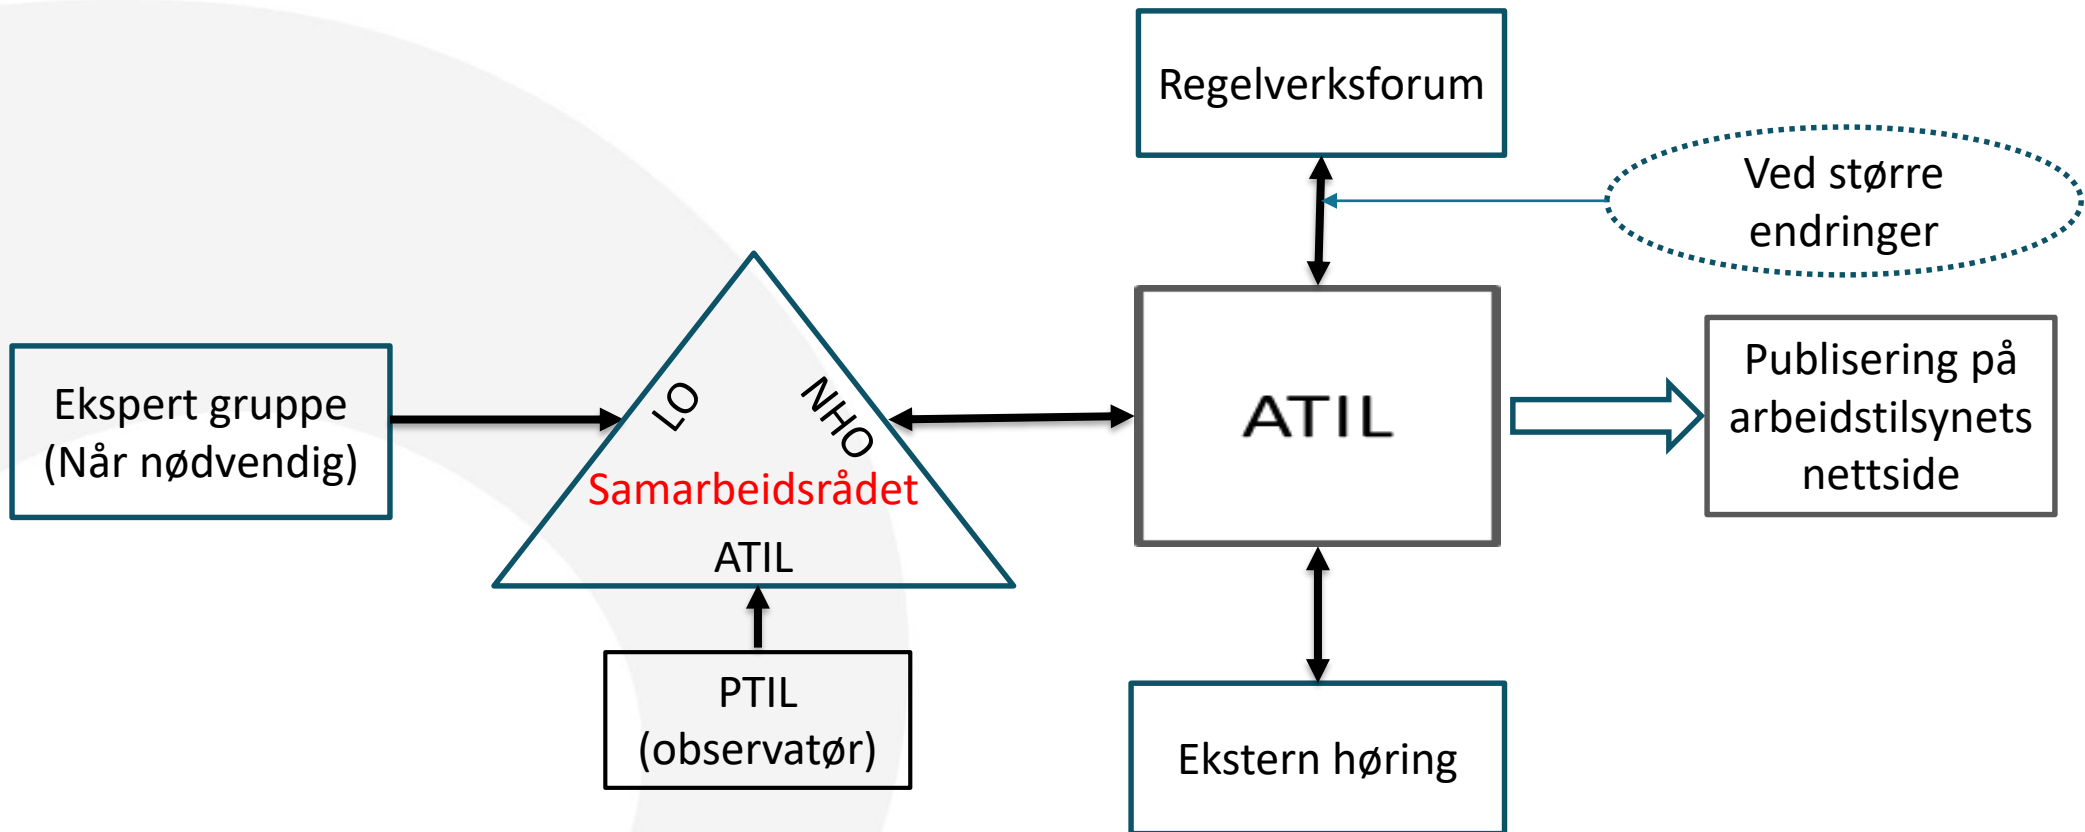 Regelverksforum
Ved større
endringer
Ekspert gruppe
(Når nødvendig)
LO
NHO
Samarbeidsrådet
ATIL
PTIL
(observatør)
ATIL
Publisering på
arbeidstilsynets
nettside
Ekstern høring